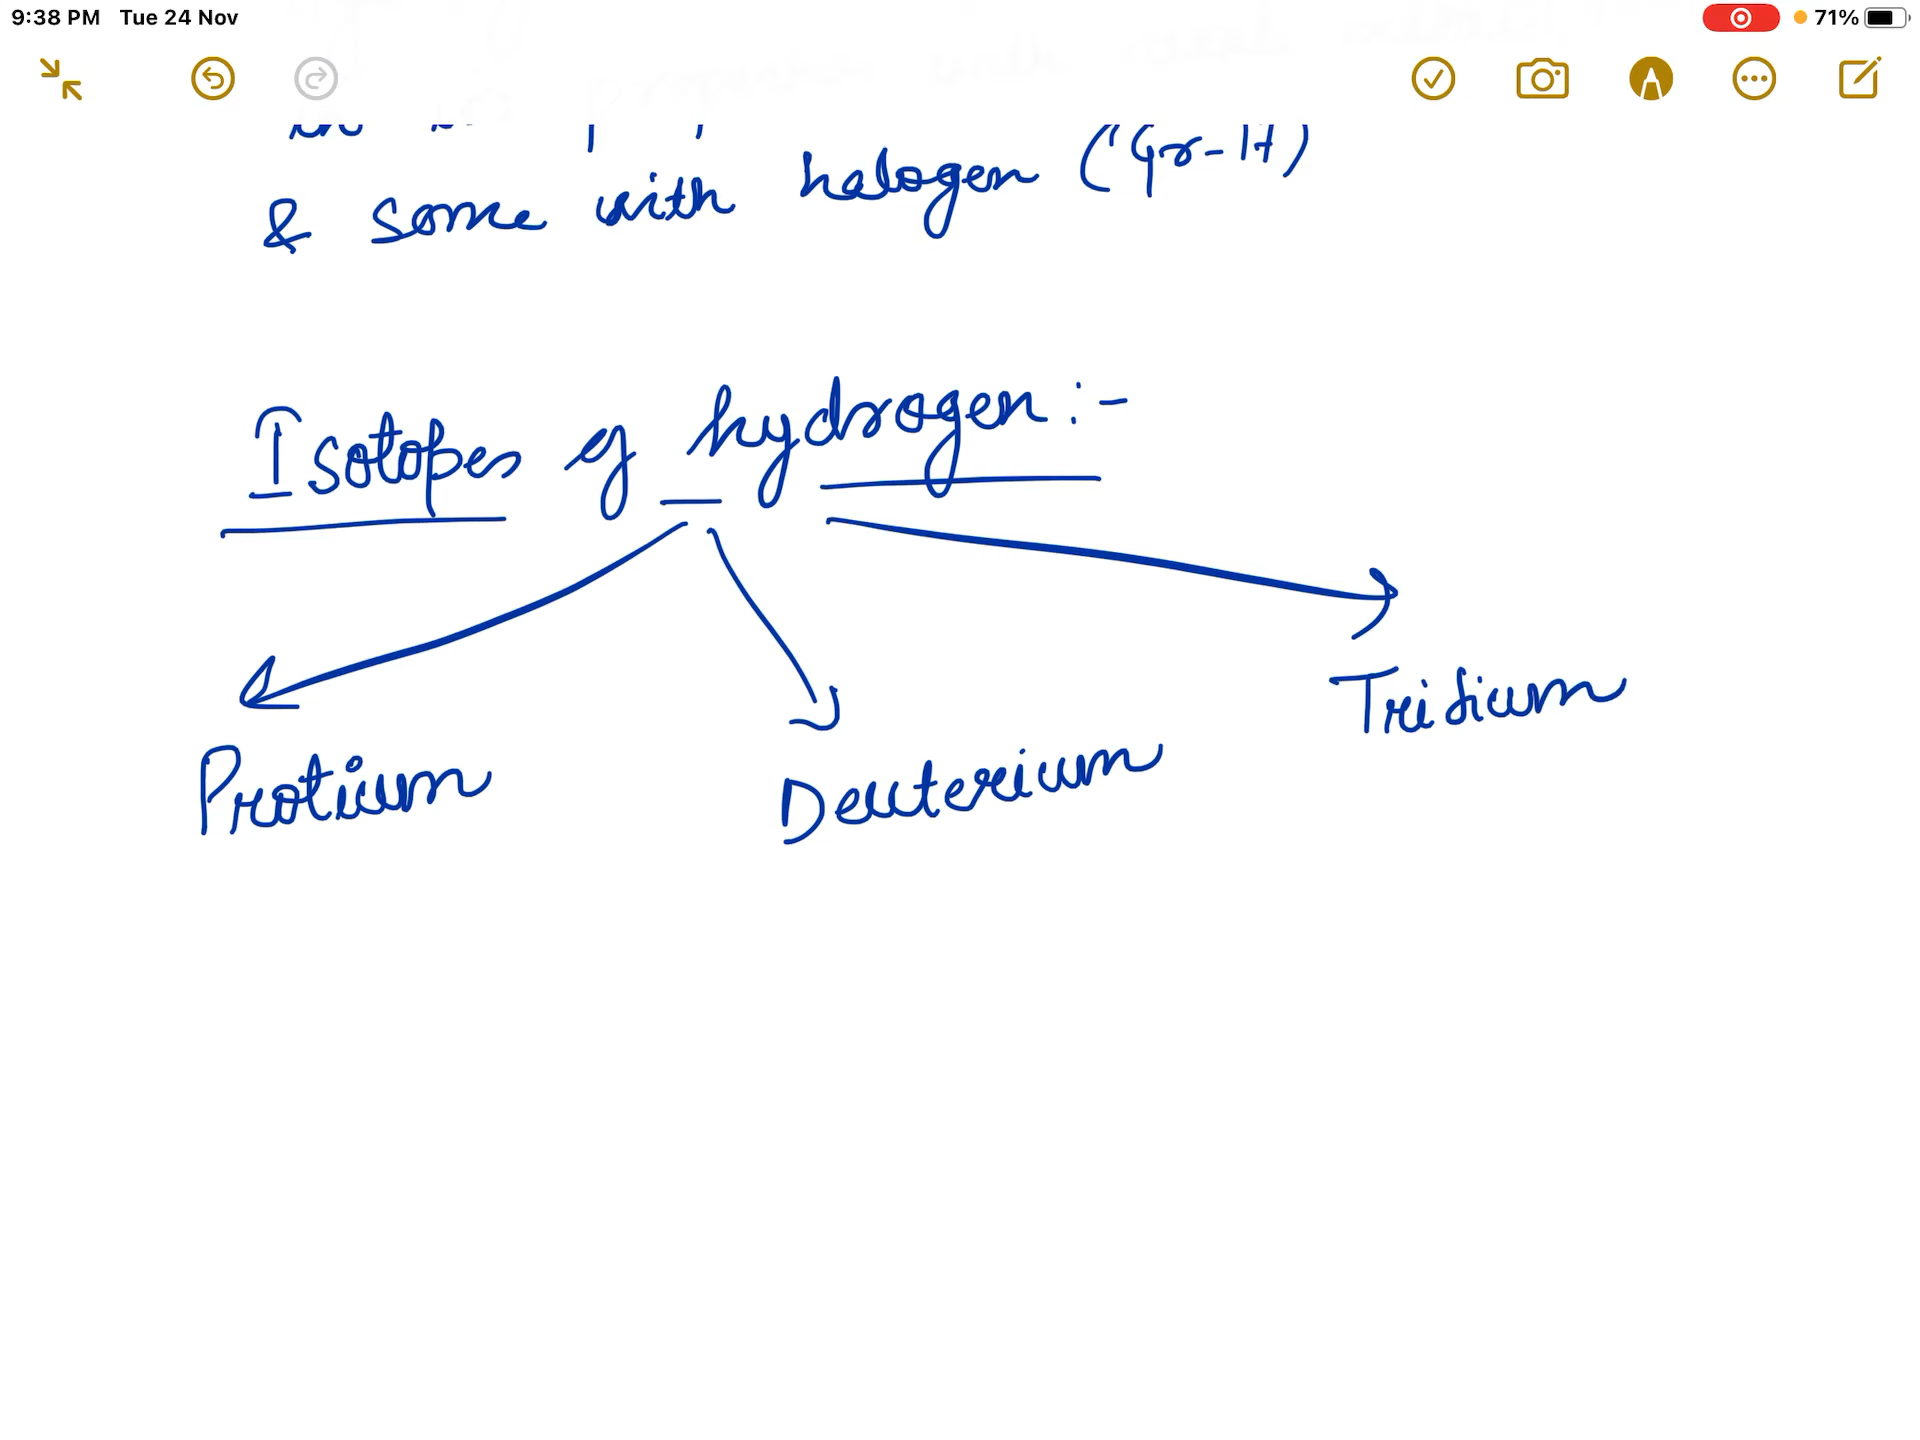 9:38 PM Tue 24 Nov 71%
& some with halogen (Gr-17)
Isotopes of hydrogen :-
Protium Deuterium Tritium